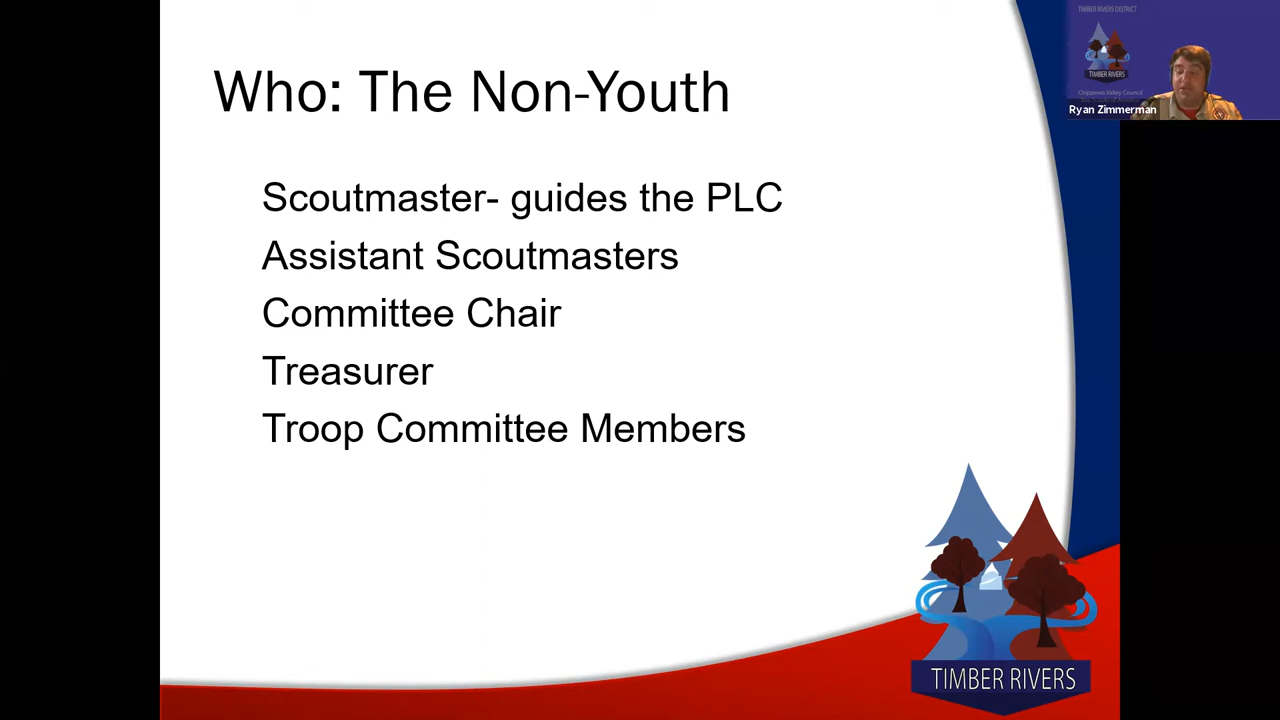 Who: The Non-Youth
Scoutmaster- guides the PLC
Assistant Scoutmasters
Committee Chair
Treasurer
Troop Committee Members
TIMBER RIVERS
TIMBER RIVERS DISTRICT
TIMBER RIVERS
Chippewa Valley Council
Ryan Zimmerman